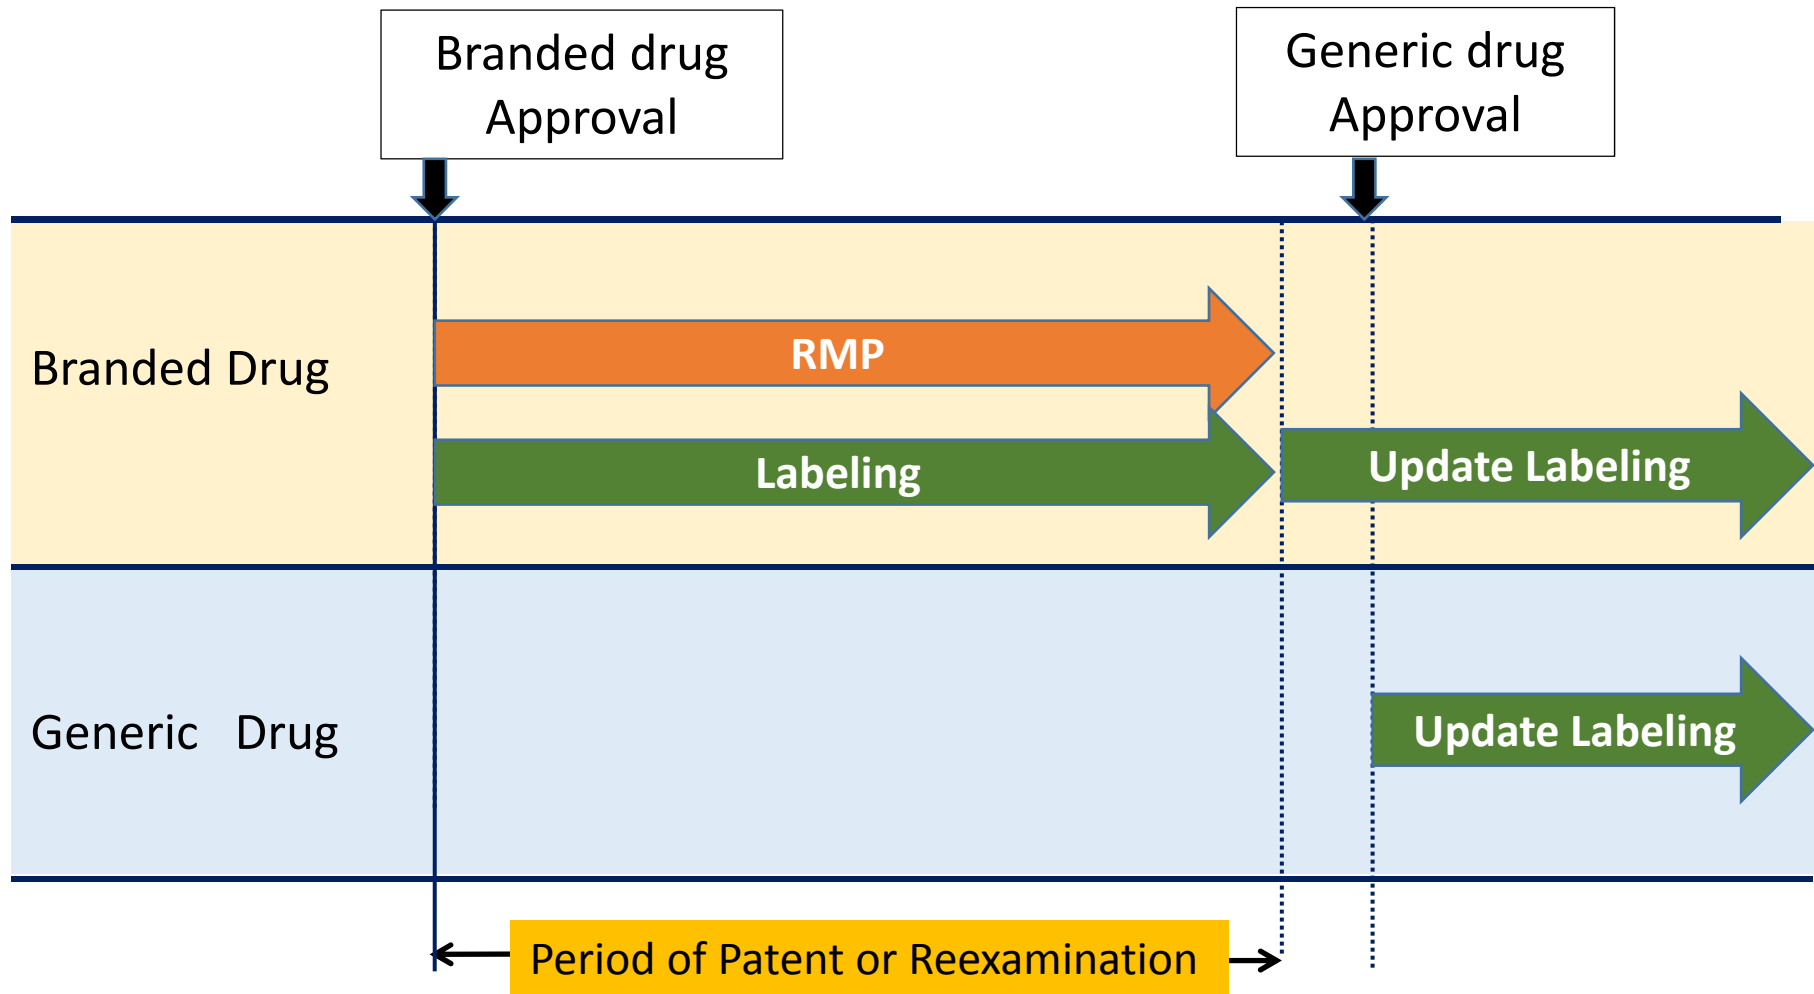 Branded drug
Approval
Generic drug
Approval
Branded Drug
RMP
Labeling
Update Labeling
Generic Drug
Update Labeling
Period of Patent or Reexamination